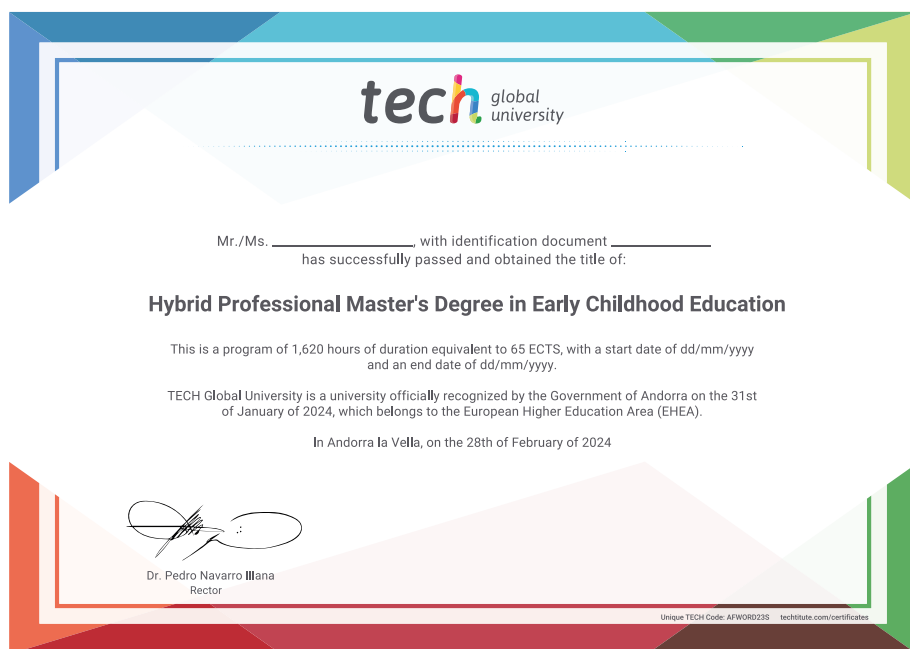 tech global university
Mr./Ms. ____________________, with identification document ______________
has successfully passed and obtained the title of:
Hybrid Professional Master's Degree in Early Childhood Education
This is a program of 1,620 hours of duration equivalent to 65 ECTS, with a start date of dd/mm/yyyy
and an end date of dd/mm/yyyy.
TECH Global University is a university officially recognized by the Government of Andorra on the 31st
of January of 2024, which belongs to the European Higher Education Area (EHEA).
In Andorra la Vella, on the 28th of February of 2024
Dr. Pedro Navarro Illana
Rector
Unique TECH Code: AFWORD23S techtitute.com/certificates